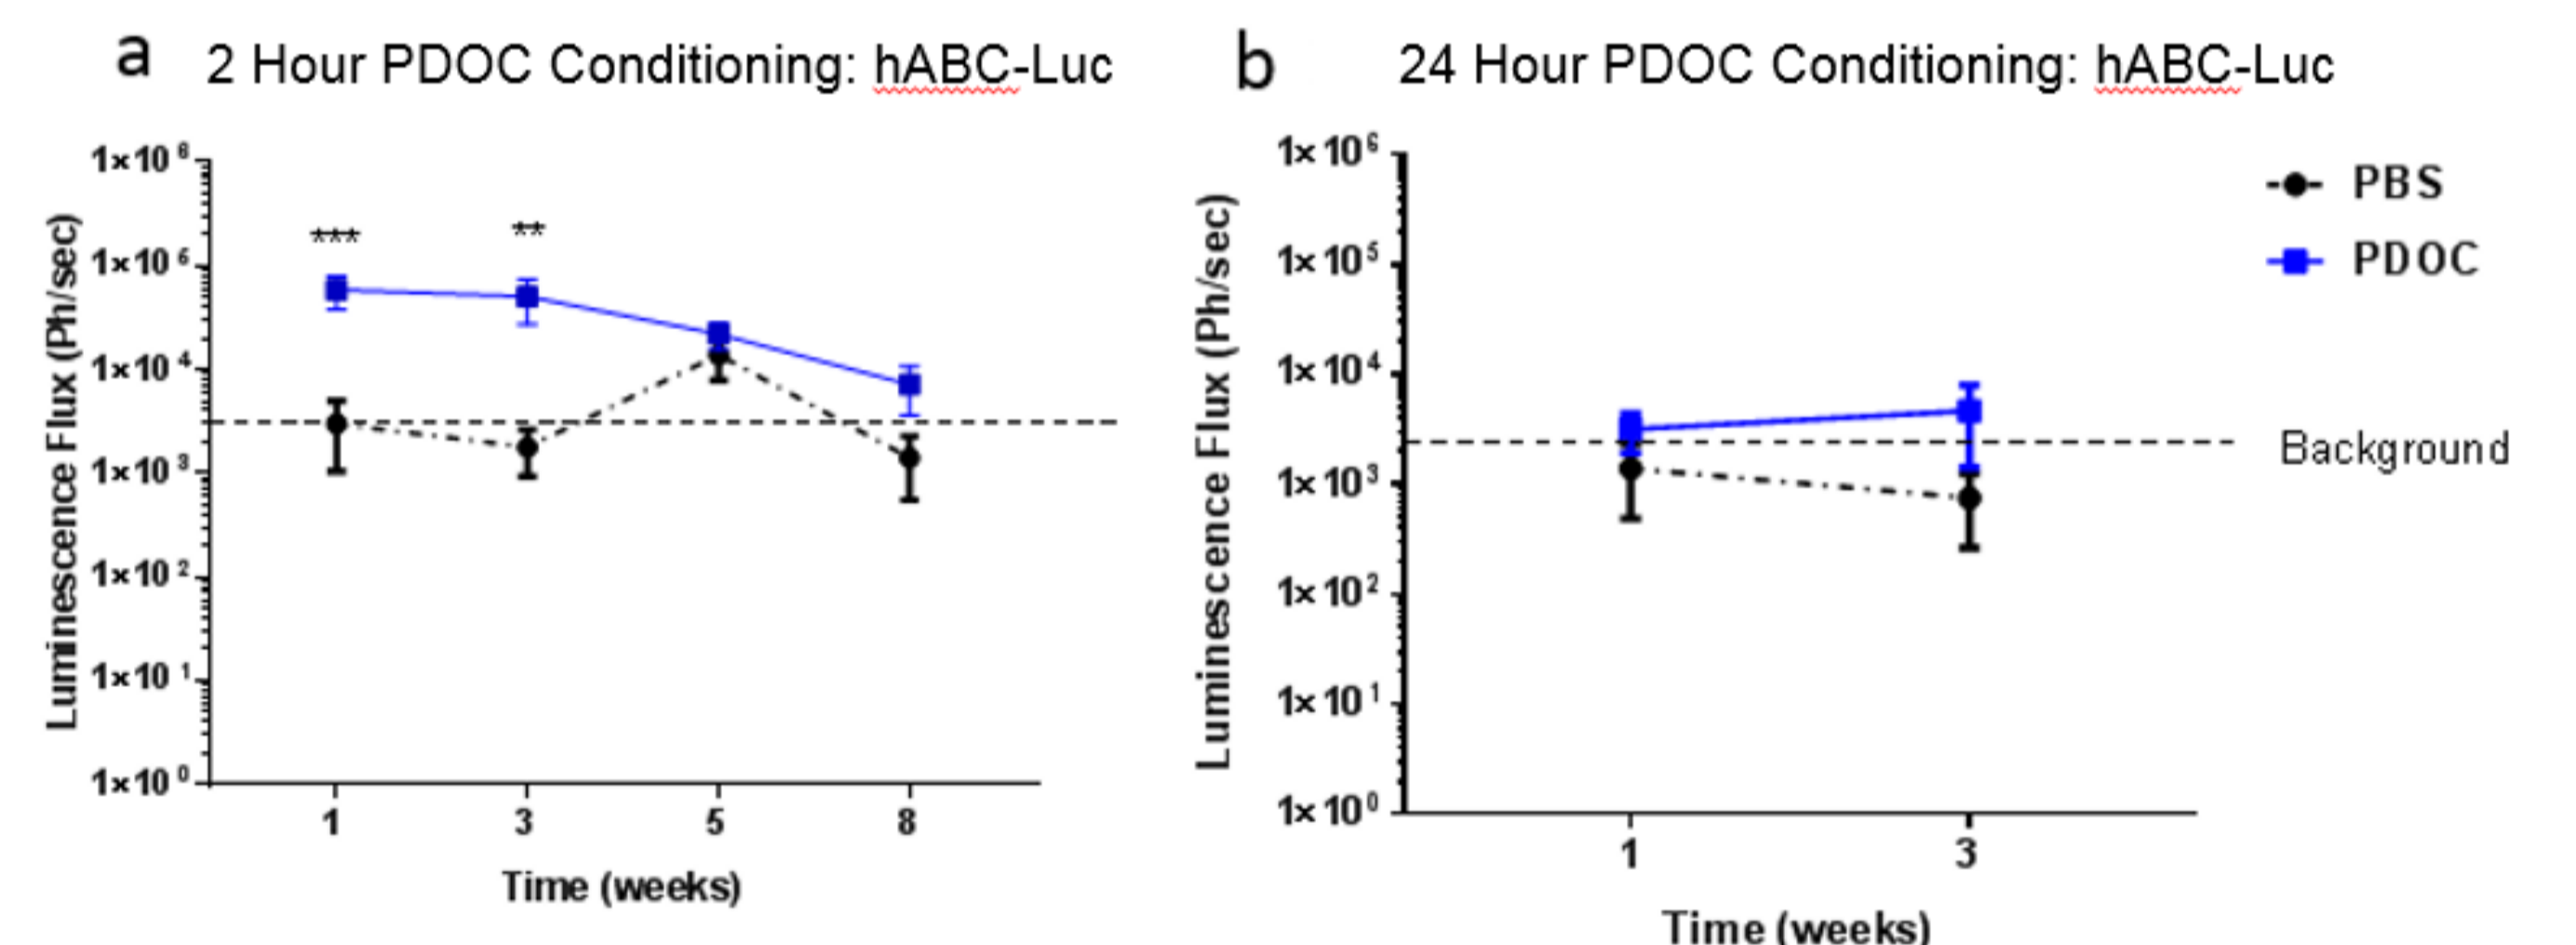 a
2 Hour PDOC Conditioning: hABC-Luc
Luminescence Flux (Ph/sec)
1×10⁸
1×10⁶
1×10⁴
1×10³
1×10²
1×10¹
1×10⁰
***
**
1 3 5 8
Time (weeks)
b
24 Hour PDOC Conditioning: hABC-Luc
Luminescence Flux (Ph/sec)
1×10⁶
1×10⁵
1×10⁴
1×10³
1×10²
1×10¹
1×10⁰
1 3
Time (weeks)
PBS
PDOC
Background